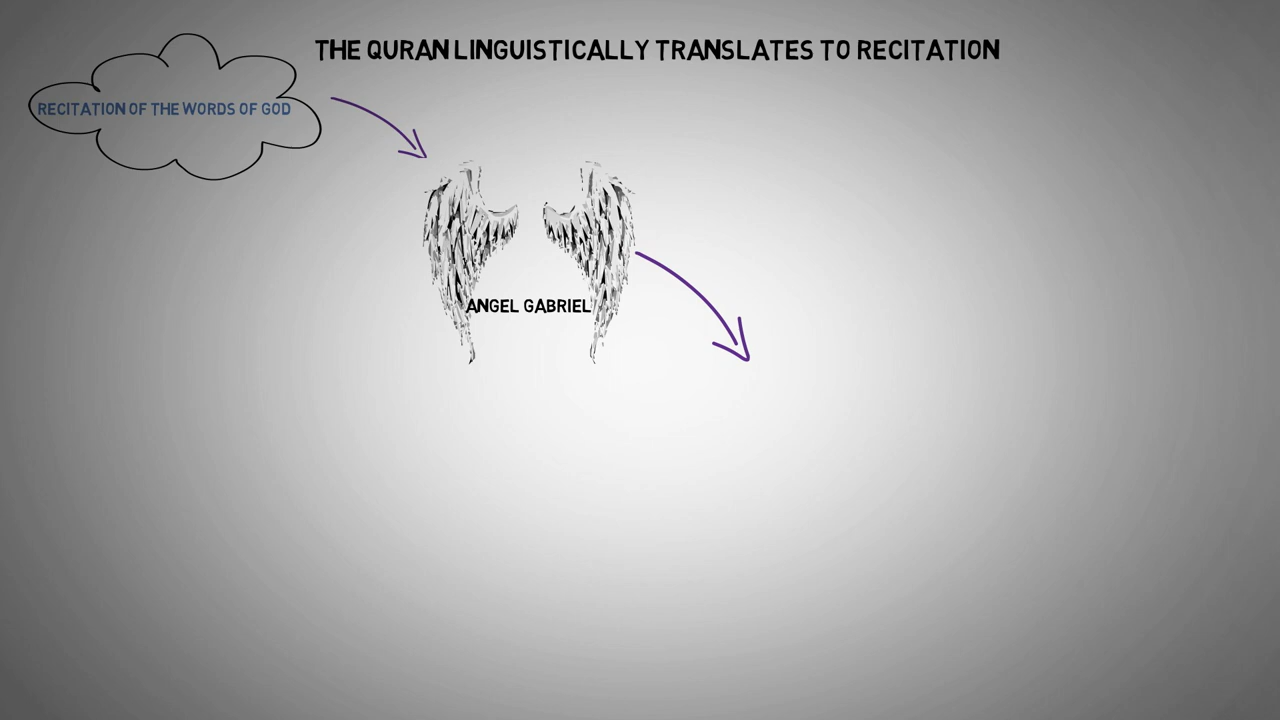 THE QURAN LINGUISTICALLY TRANSLATES TO RECITATION
RECITATION OF THE WORDS OF GOD
ANGEL GABRIEL